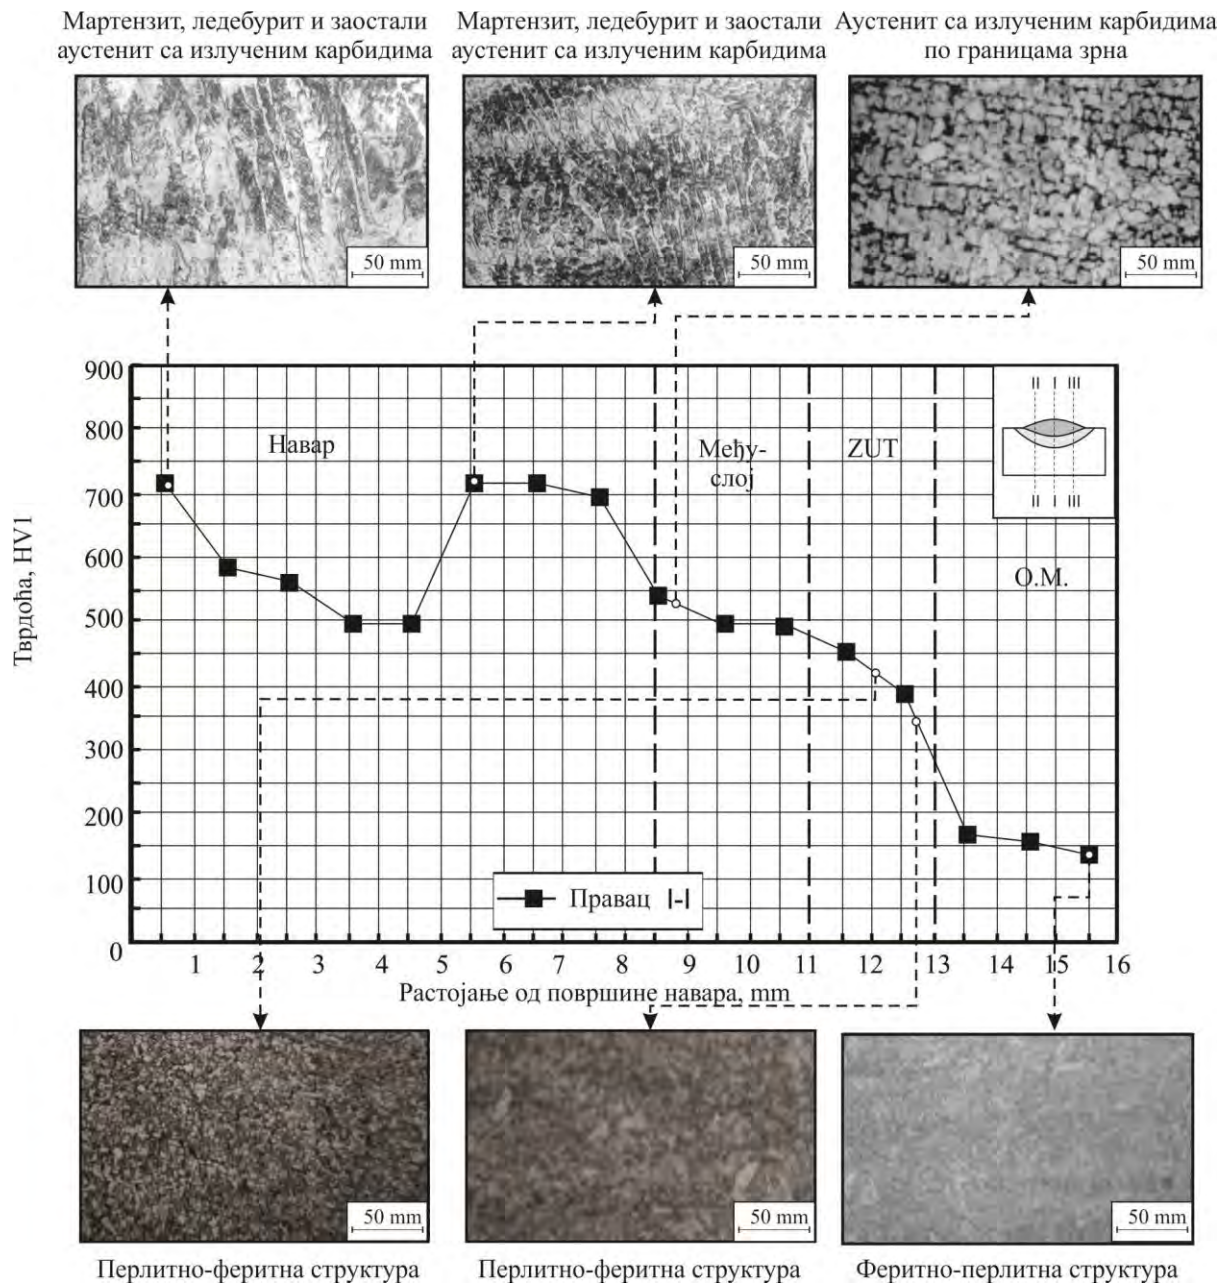 Мартензит, ледебурит и заостали
аустенит са излученим карбидима
Мартензит, ледебурит и заостали
аустенит са излученим карбидима
Аустенит са излученим карбидима
по границама зрна
50 mm
50 mm
50 mm
900
800
700
600
500
400
300
200
100
0
Тврдоћа, HV1
Навар
Међу-
слој
ZUT
О.М.
II I III
II I III
Правац I-I
1 2 3 4 5 6 7 8 9 10 11 12 13 14 15 16
Растојање од површине навара, mm
50 mm
50 mm
50 mm
Перлитно-феритна структура
Перлитно-феритна структура
Феритно-перлитна структура